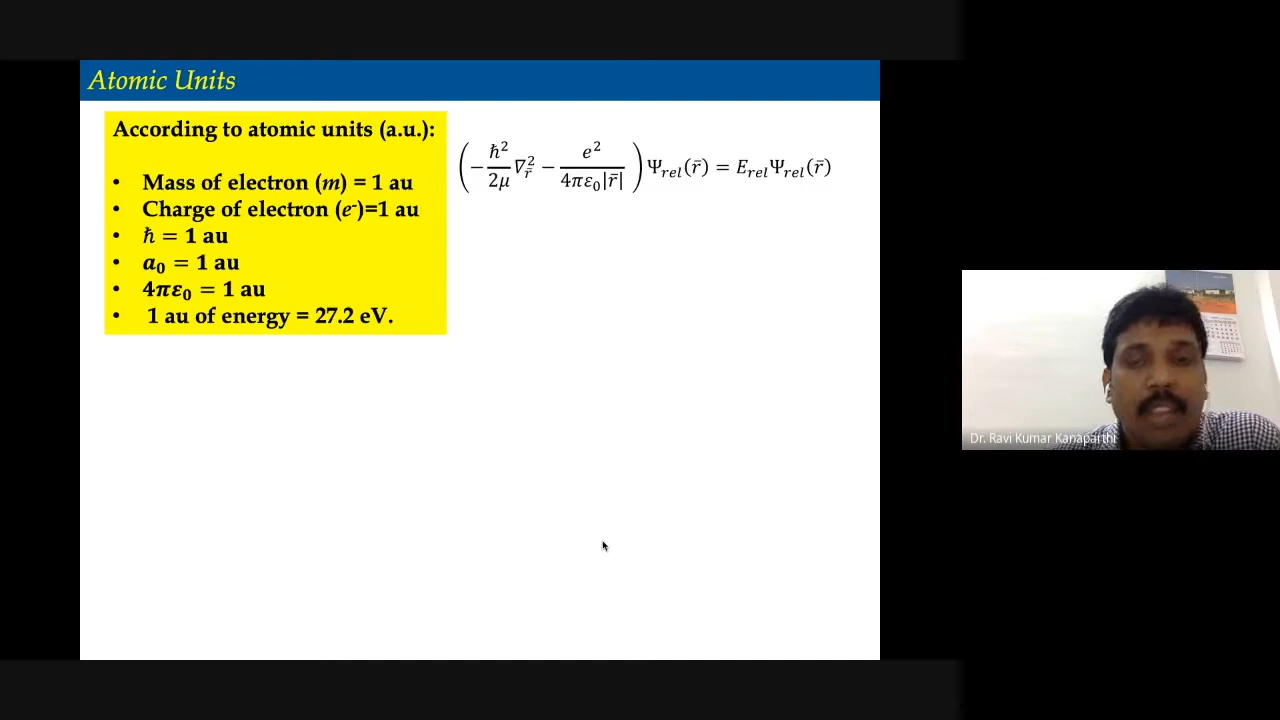 Atomic Units
According to atomic units (a.u.):
• Mass of electron (m) = 1 au
• Charge of electron (e⁻)=1 au
• ℏ = 1 au
• a₀ = 1 au
• 4πε₀ = 1 au
• 1 au of energy = 27.2 eV.
(−ℏ²/2μ ∇²_r̄ − e²/4πε₀|r̄|) Ψ_rel(r̄) = E_rel Ψ_rel(r̄)
Dr. Ravi Kumar Kanaparthi